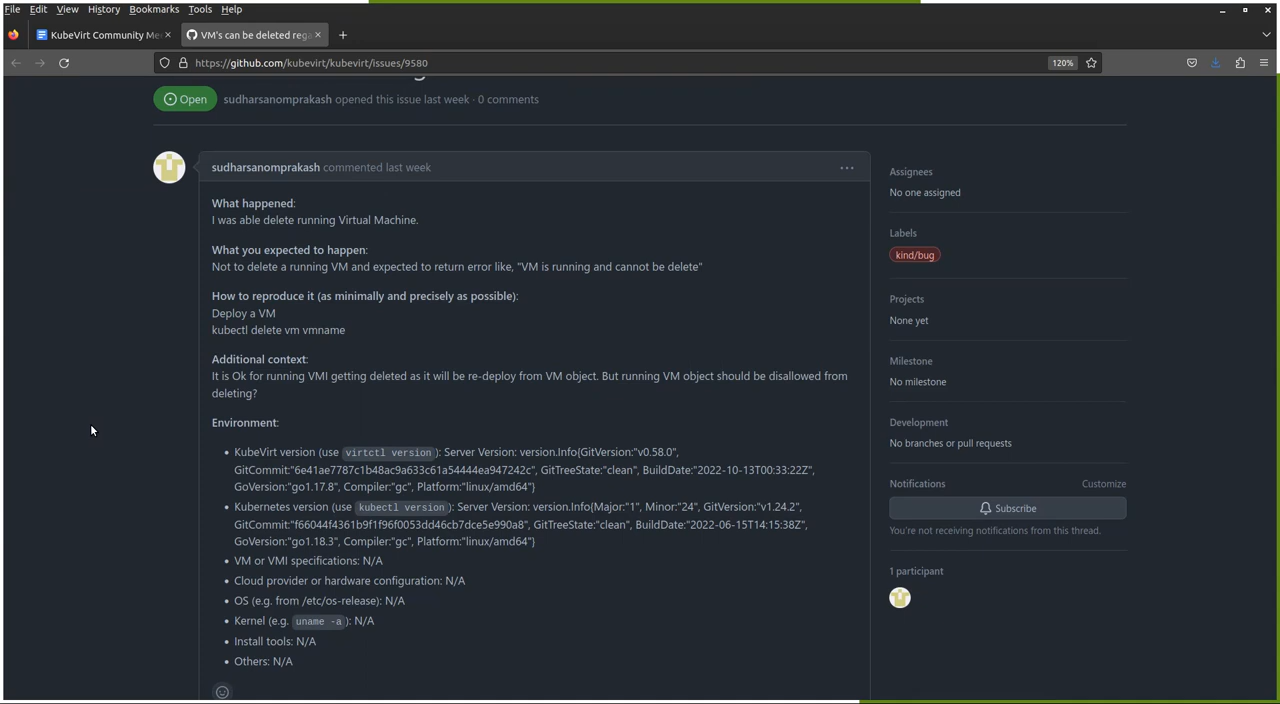 File Edit View History Bookmarks Tools Help
KubeVirt Community Me
VM's can be deleted rega
https://github.com/kubevirt/kubevirt/issues/9580
120%
Open sudharsanomprakash opened this issue last week · 0 comments
sudharsanomprakash commented last week
What happened:
I was able delete running Virtual Machine.
What you expected to happen:
Not to delete a running VM and expected to return error like, "VM is running and cannot be delete"
How to reproduce it (as minimally and precisely as possible):
Deploy a VM
kubectl delete vm vmname
Additional context:
It is Ok for running VMI getting deleted as it will be re-deploy from VM object. But running VM object should be disallowed from
deleting?
Environment:
• KubeVirt version (use virtctl version): Server Version: version.Info{GitVersion:"v0.58.0",
GitCommit:"6e41ae7787c1b48ac9a633c61a54444ea947242c", GitTreeState:"clean", BuildDate:"2022-10-13T00:33:22Z",
GoVersion:"go1.17.8", Compiler:"gc", Platform:"linux/amd64"}
• Kubernetes version (use kubectl version): Server Version: version.Info{Major:"1", Minor:"24", GitVersion:"v1.24.2",
GitCommit:"f66044f4361b9f1f96f0053dd46cb7dce5e990a8", GitTreeState:"clean", BuildDate:"2022-06-15T14:15:38Z",
GoVersion:"go1.18.3", Compiler:"gc", Platform:"linux/amd64"}
• VM or VMI specifications: N/A
• Cloud provider or hardware configuration: N/A
• OS (e.g. from /etc/os-release): N/A
• Kernel (e.g. uname -a): N/A
• Install tools: N/A
• Others: N/A
Assignees
No one assigned
Labels
kind/bug
Projects
None yet
Milestone
No milestone
Development
No branches or pull requests
Notifications Customize
Subscribe
You're not receiving notifications from this thread.
1 participant